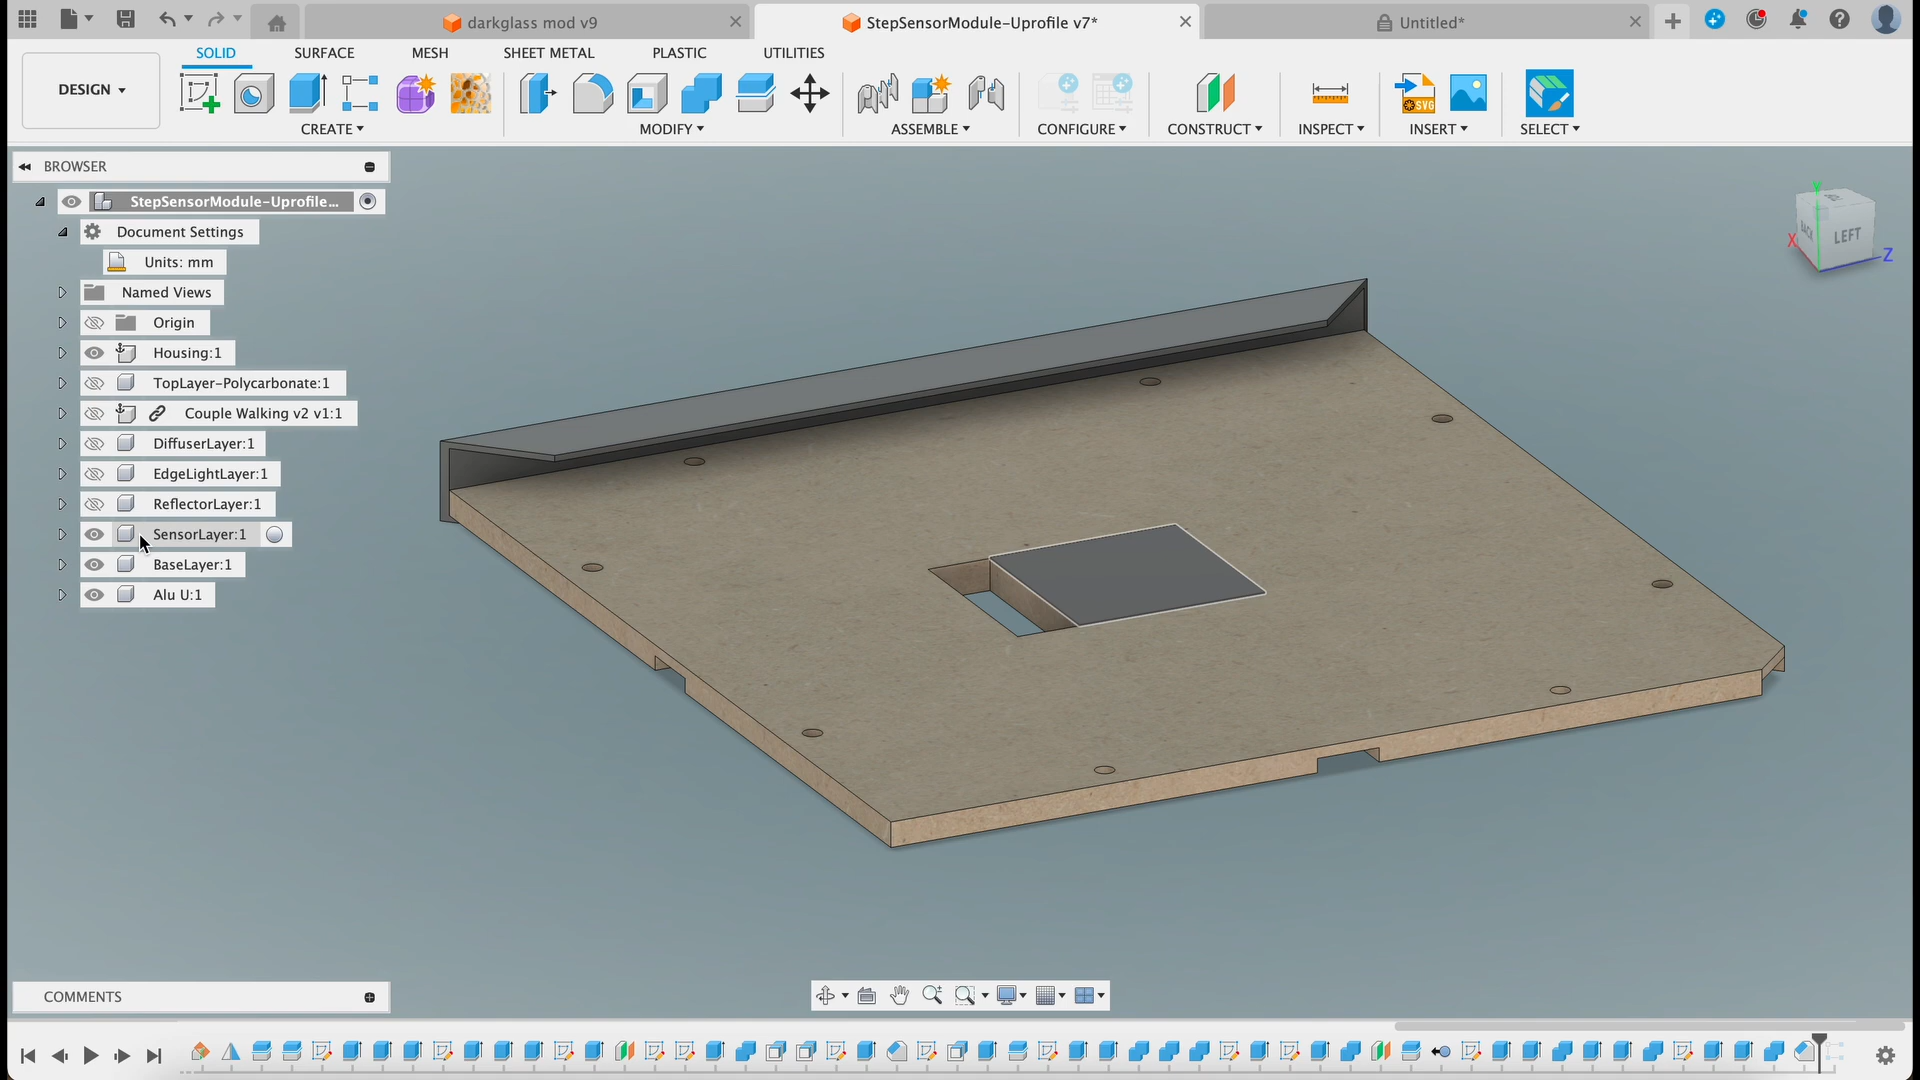 darkglass mod v9
StepSensorModule-Uprofile v7*
Untitled*
DESIGN
SOLID
SURFACE
MESH
SHEET METAL
PLASTIC
UTILITIES
CREATE
MODIFY
ASSEMBLE
CONFIGURE
CONSTRUCT
INSPECT
SVG
INSERT
SELECT
BROWSER
StepSensorModule-Uprofile...
Document Settings
Units: mm
Named Views
Origin
Housing:1
TopLayer-Polycarbonate:1
Couple Walking v2 v1:1
DiffuserLayer:1
EdgeLightLayer:1
ReflectorLayer:1
SensorLayer:1
BaseLayer:1
Alu U:1
Y
BACK
LEFT
X
Z
COMMENTS